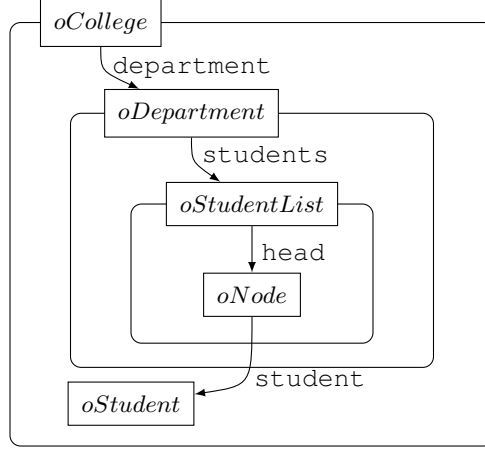 oCollege
department
oDepartment
students
oStudentList
head
oNode
student
oStudent